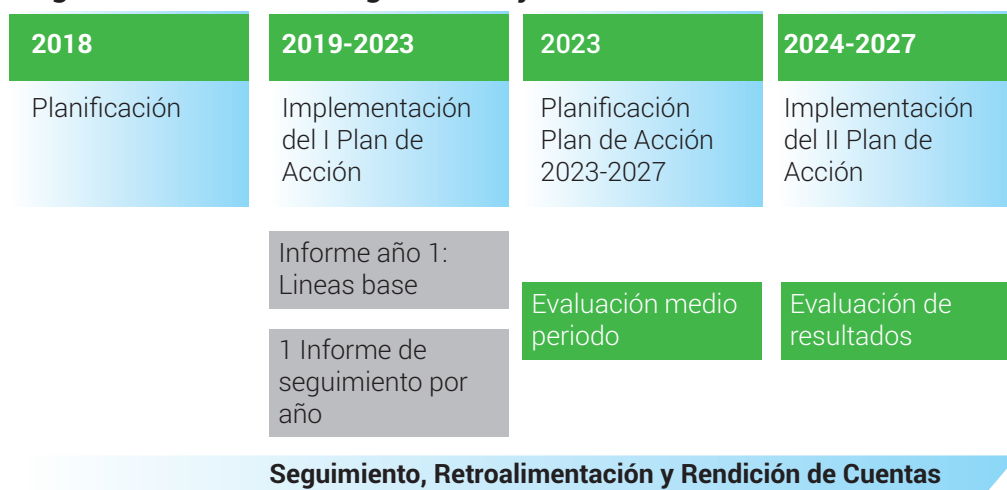 2018
Planificación
2019-2023
Implementación
del I Plan de
Acción
Informe año 1:
Lineas base
1 Informe de
seguimiento por
año
2023
Planificación
Plan de Acción
2023-2027
Evaluación medio
periodo
2024-2027
Implementación
del II Plan de
Acción
Evaluación de
resultados
Seguimiento, Retroalimentación y Rendición de Cuentas